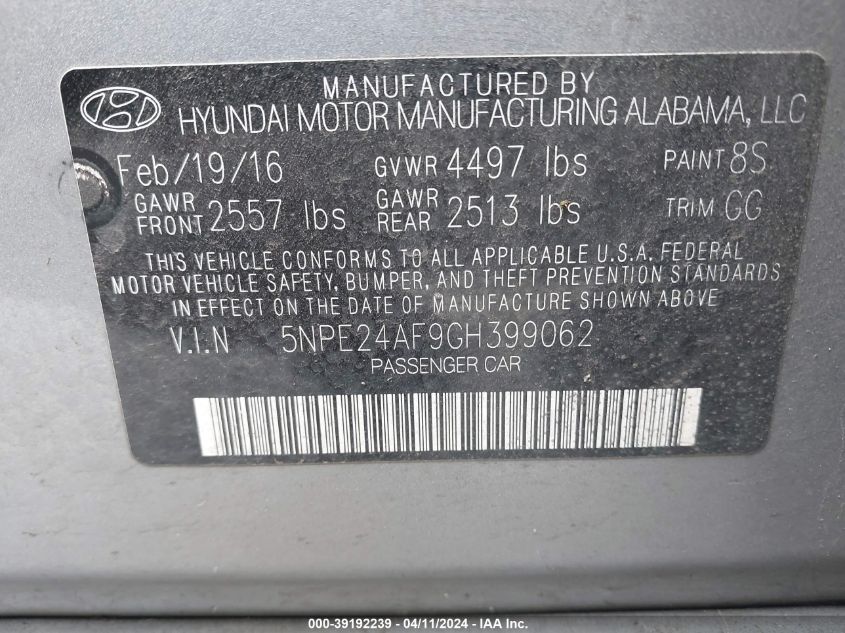 MANUFACTURED BY
HYUNDAI MOTOR MANUFACTURING ALABAMA, LLC
Feb/19/16 GVWR 4497 lbs PAINT 8S
GAWR FRONT 2557 lbs GAWR REAR 2513 lbs TRIM GG
THIS VEHICLE CONFORMS TO ALL APPLICABLE U.S.A. FEDERAL
MOTOR VEHICLE SAFETY, BUMPER, AND THEFT PREVENTION STANDARDS
IN EFFECT ON THE DATE OF MANUFACTURE SHOWN ABOVE
V.I.N 5NPE24AF9GH399062
PASSENGER CAR
000-39192239 - 04/11/2024 - IAA Inc.